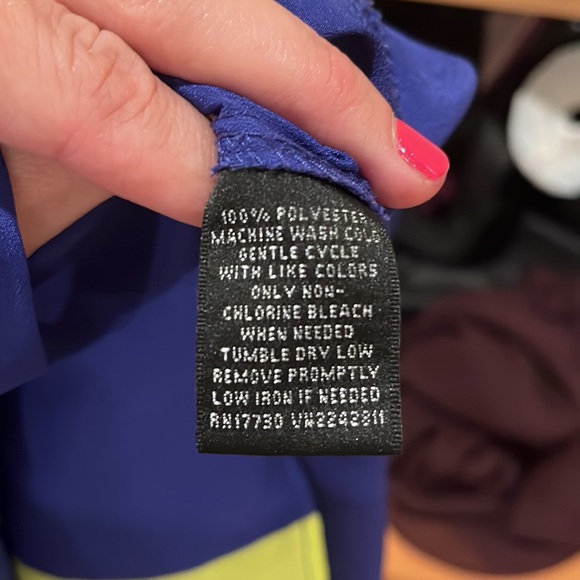 100% POLYESTER
MACHINE WASH COLD
GENTLE CYCLE
WITH LIKE COLORS
ONLY NON-
CHLORINE BLEACH
WHEN NEEDED
TUMBLE DRY LOW
REMOVE PROMPTLY
LOW IRON IF NEEDED
RN17730